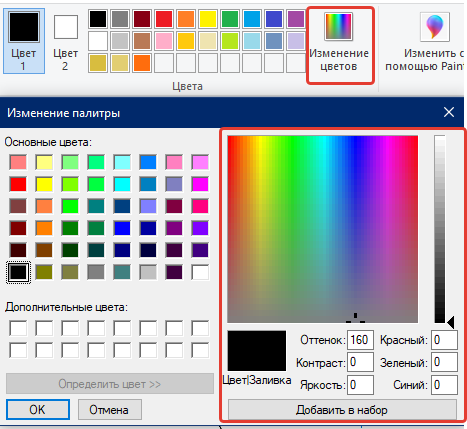 Цвет
1
Цвет
2
Цвета
Изменение
цветов
Изменить с
помощью Pain
Изменение палитры
Основные цвета:
Дополнительные цвета:
Определить цвет >>
OK
Отмена
Цвет|Заливка
Оттенок: 160
Контраст: 0
Яркость: 0
Красный: 0
Зеленый: 0
Синий: 0
Добавить в набор